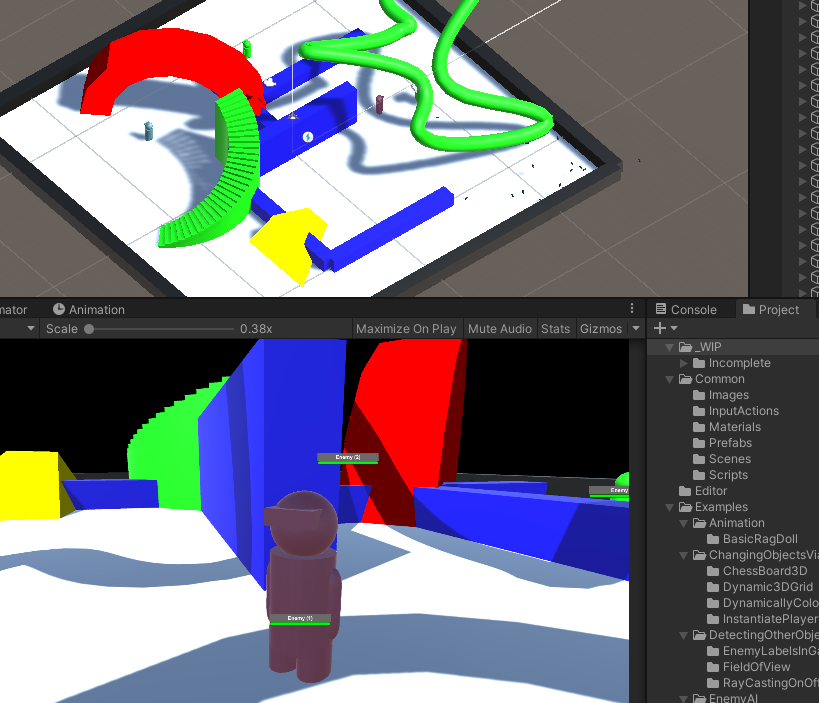 mator
Animation
Scale
0.38x
Maximize On Play
Mute Audio
Stats
Gizmos
Console
Project
_WIP
Incomplete
Common
Images
InputActions
Materials
Prefabs
Scenes
Scripts
Editor
Examples
Animation
BasicRagDoll
ChangingObjectsVia
ChessBoard3D
Dynamic3DGrid
DynamicallyColo
InstantiatePlayer
DetectingOtherObje
EnemyLabelsInGa
FieldOfView
RayCastingOnOff
EnemyAI
Enemy (2)
Enemy
Enemy (1)